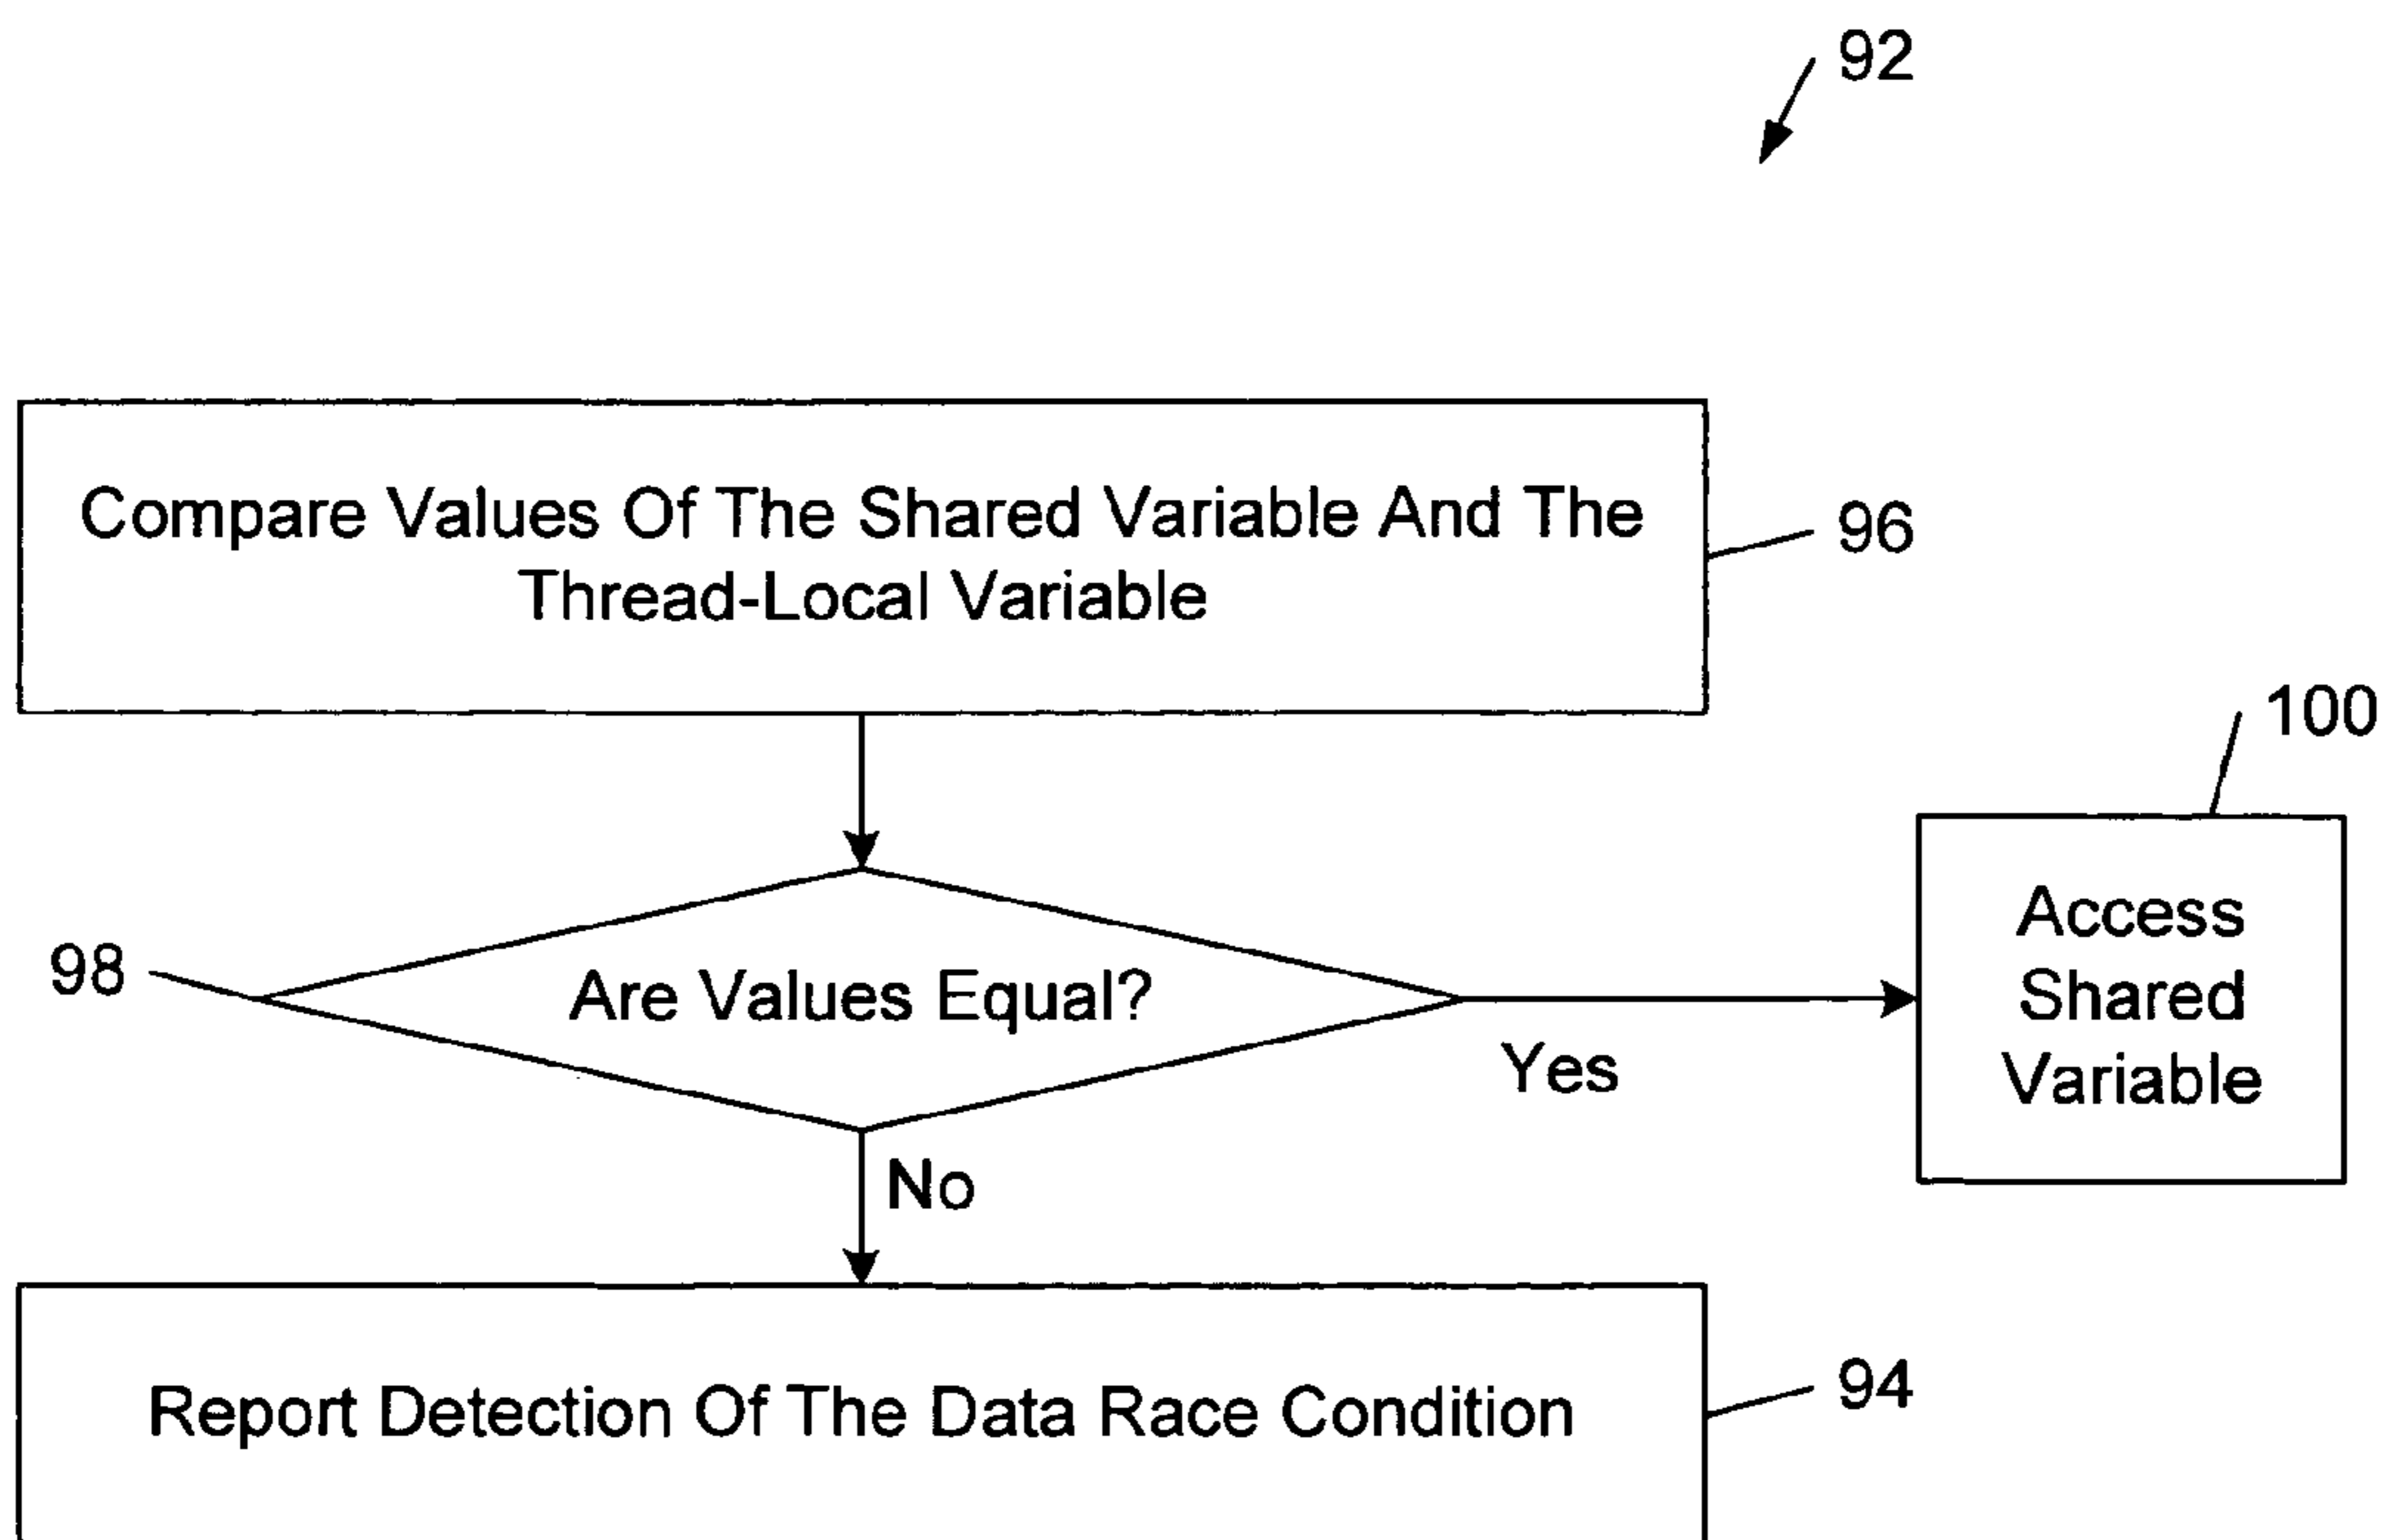 92
Compare Values Of The Shared Variable And The
Thread-Local Variable
96
100
Access
Shared
Variable
98
Are Values Equal?
Yes
No
Report Detection Of The Data Race Condition
94